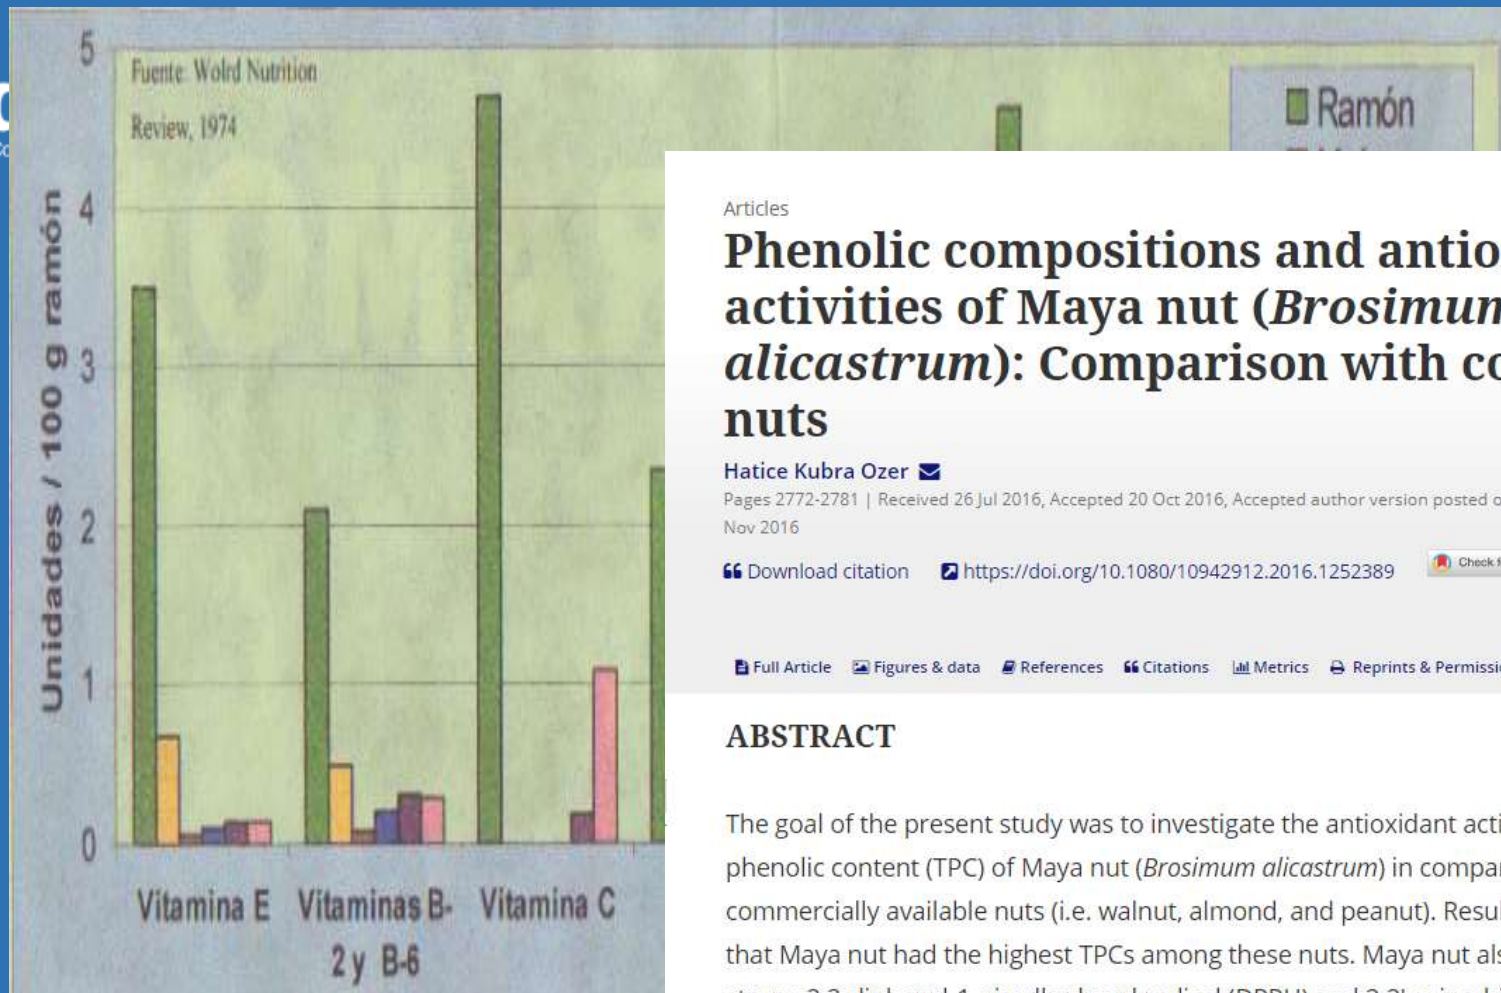 5
Fuente: Wolrd Nutrition
Review, 1974
4
3
2
1
0
Unidades / 100 g ramón
Ramón
Vitamina E
Vitaminas B-
2 y B-6
Vitamina C
Articles
Phenolic compositions and antio
activities of Maya nut (Brosimum
alicastrum): Comparison with co
nuts
Hatice Kubra Ozer
Pages 2772-2781 | Received 26 Jul 2016, Accepted 20 Oct 2016, Accepted author version posted o
Nov 2016
Download citation https://doi.org/10.1080/10942912.2016.1252389 Check f
Full Article Figures & data References Citations Metrics Reprints & Permissi
ABSTRACT
The goal of the present study was to investigate the antioxidant acti
phenolic content (TPC) of Maya nut (Brosimum alicastrum) in compar
commercially available nuts (i.e. walnut, almond, and peanut). Resul
that Maya nut had the highest TPCs among these nuts. Maya nut als